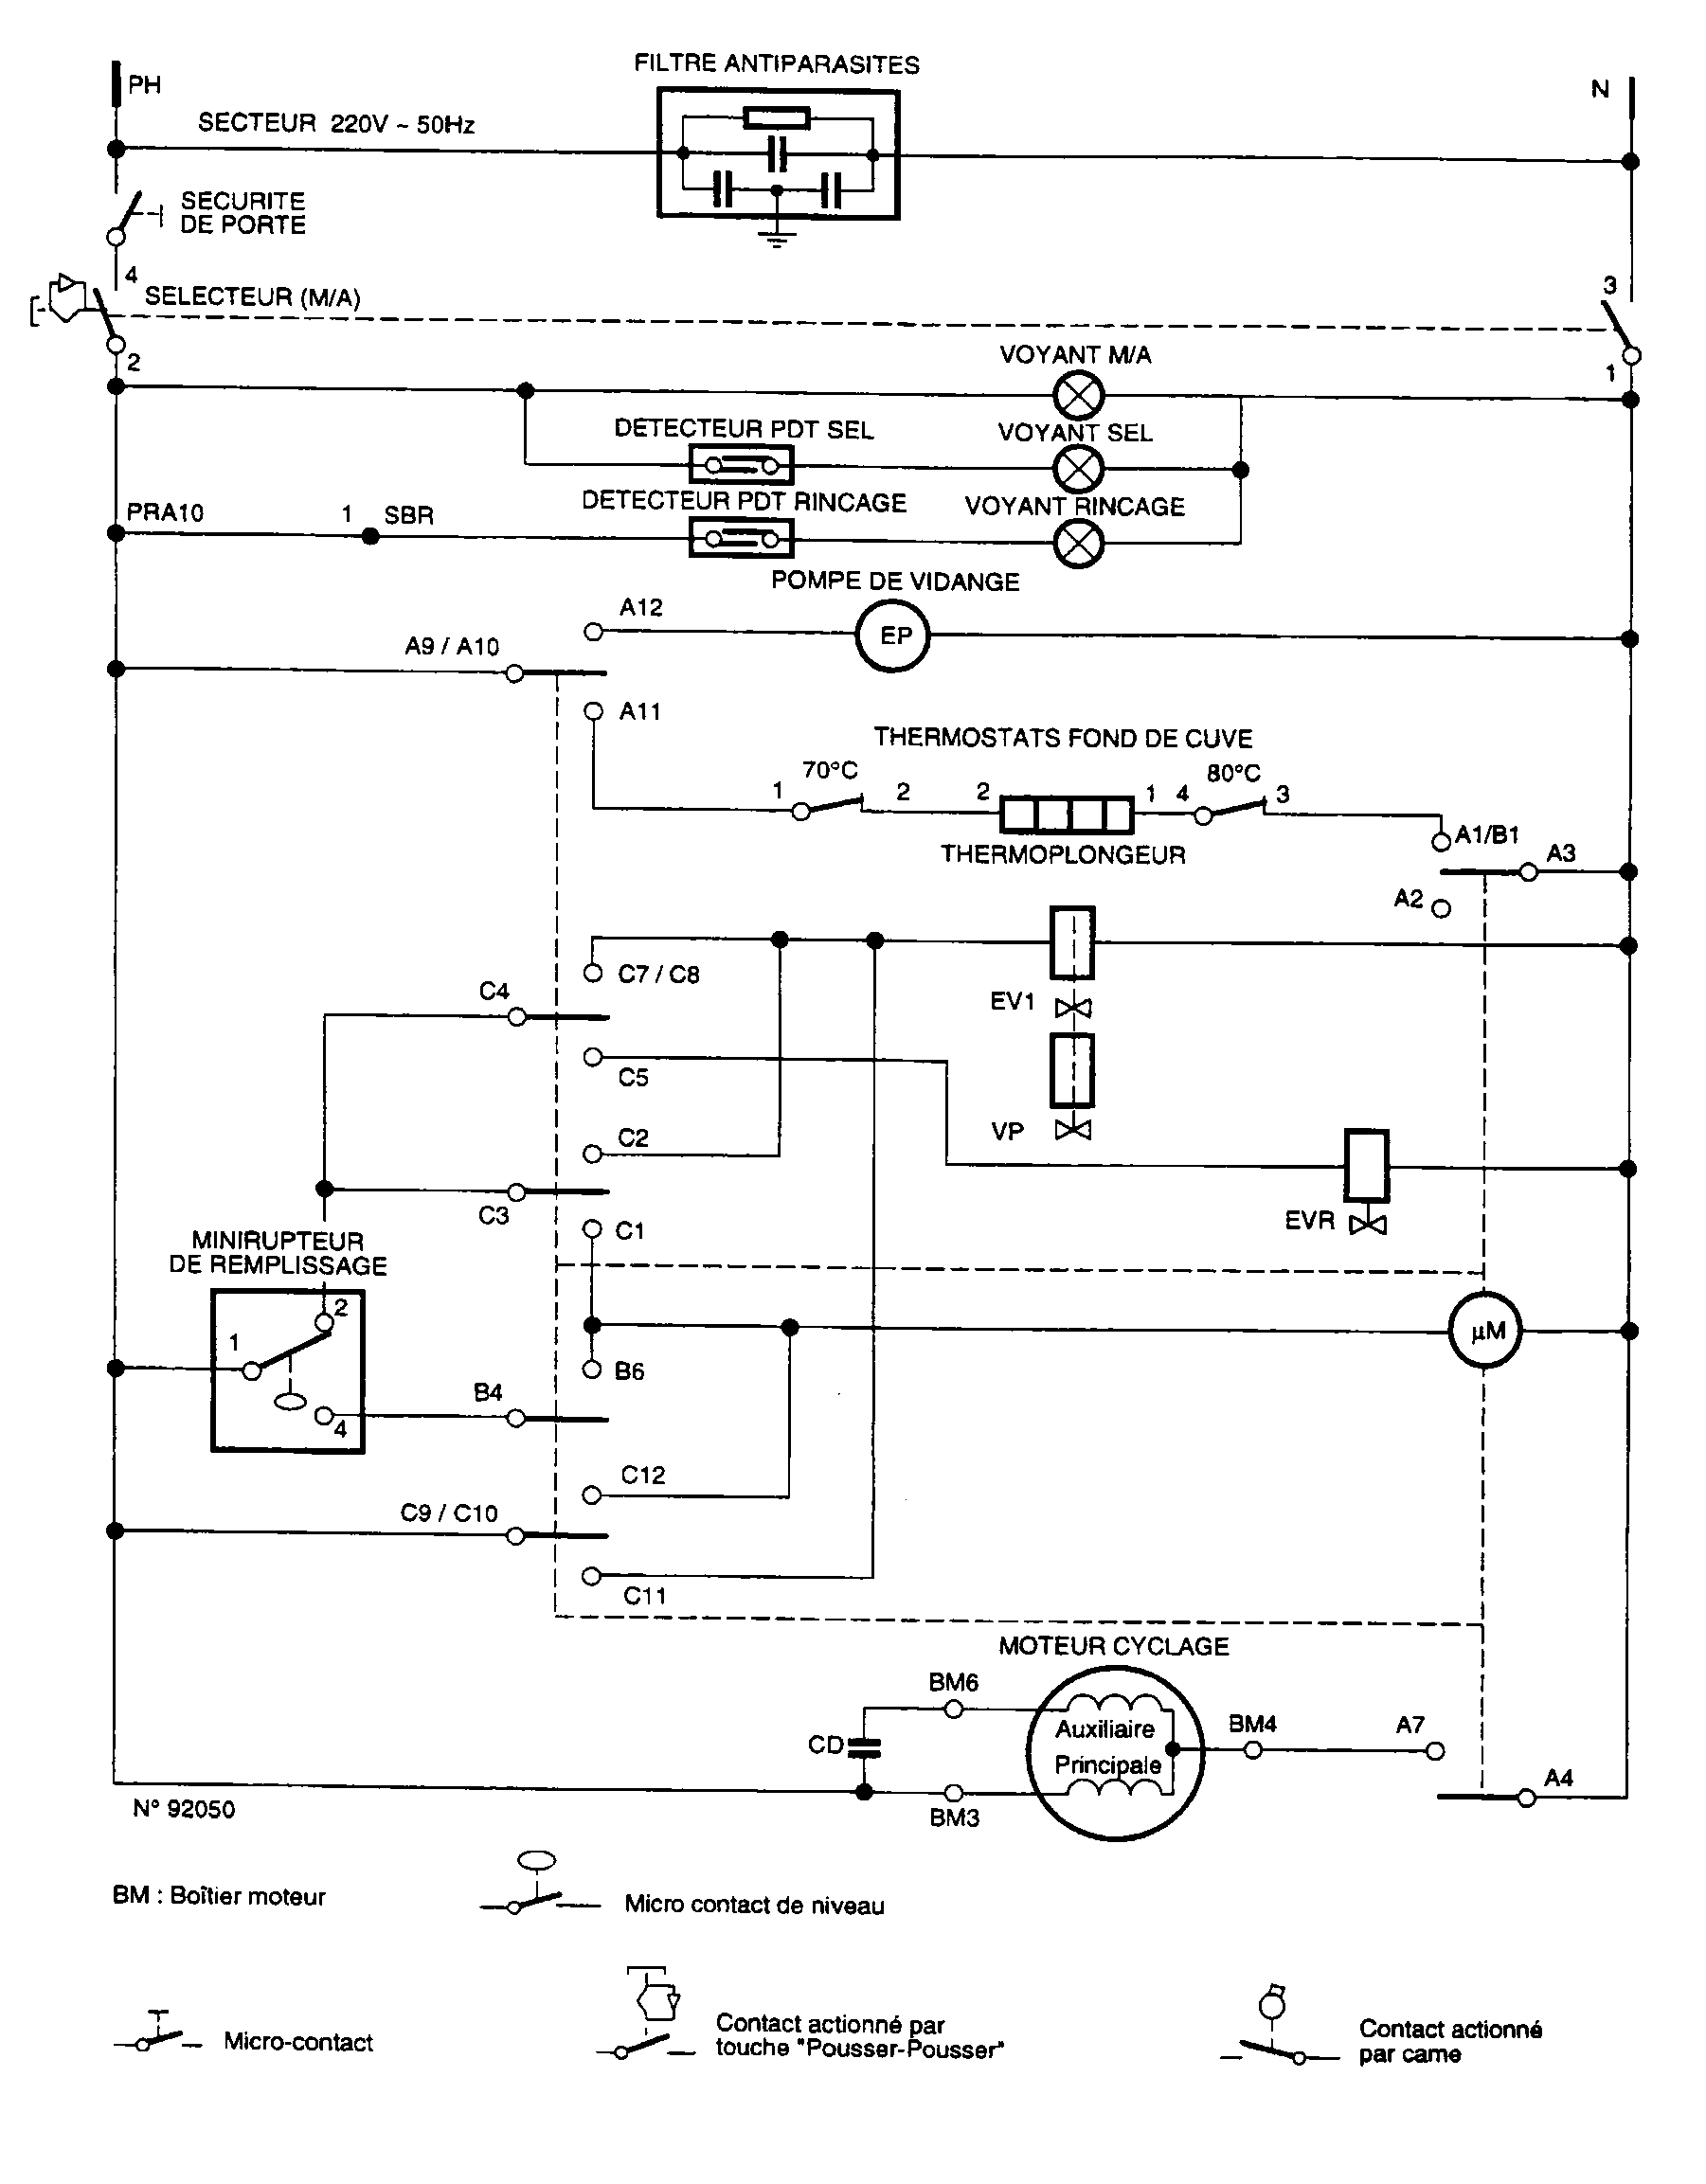 FILTRE ANTIPARASITES
PH
N
SECTEUR 220V ~ 50Hz
SECURITE
DE PORTE
4
SELECTEUR (M/A)
3
2
1
VOYANT M/A
DETECTEUR PDT SEL
VOYANT SEL
DETECTEUR PDT RINCAGE
VOYANT RINCAGE
PRA10
1
SBR
POMPE DE VIDANGE
A12
EP
A9 / A10
A11
THERMOSTATS FOND DE CUVE
1
70°C
2
2
1
4
80°C
3
THERMOPLONGEUR
A1/B1
A3
A2
C7 / C8
C4
EV1
C5
VP
C2
C3
C1
EVR
MINIRUPTEUR
DE REMPLISSAGE
2
1
µM
B6
B4
4
C12
C9 / C10
C11
MOTEUR CYCLAGE
BM6
Auxiliaire
BM4
A7
CD
Principale
A4
BM3
N° 92050
BM : Boîtier moteur
Micro contact de niveau
Micro-contact
Contact actionné par
touche "Pousser-Pousser"
Contact actionné
par came